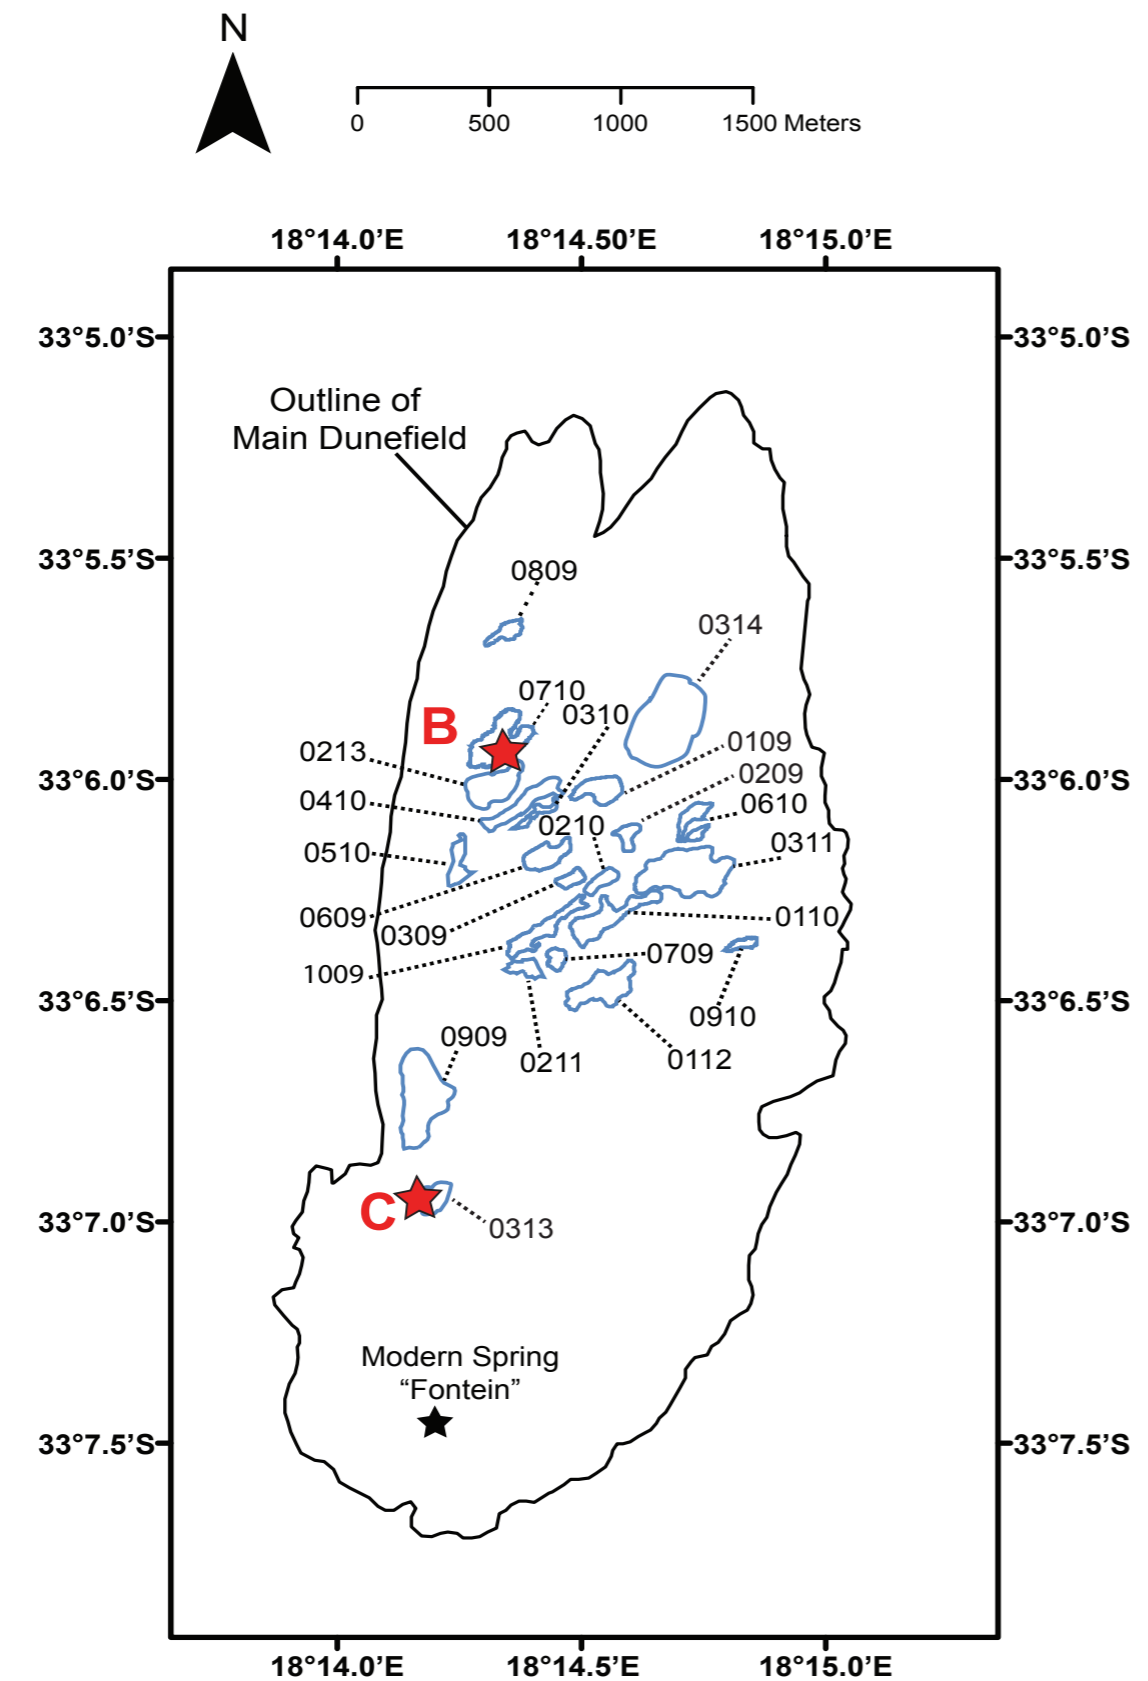 N
0 500 1000 1500 Meters
18°14.0’E 18°14.50’E 18°15.0’E
33°5.0’S 33°5.0’S
Outline of
Main Dunefield
33°5.5’S 33°5.5’S
0809
0314
0710
B 0310
0213 0109
33°6.0’S 0209 33°6.0’S
0410 0610
0210
0510 0311
0609 0110
0309
1009 0709
33°6.5’S 33°6.5’S
0910
0909
0211 0112
C
33°7.0’S 0313 33°7.0’S
Modern Spring
“Fontein”
33°7.5’S 33°7.5’S
18°14.0’E 18°14.5’E 18°15.0’E